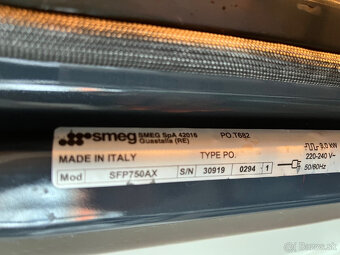 smeg SMEG SpA 42016 PO.T682
Guastalla (RE)
MADE IN ITALY TYPE PO. 3.0 kW
220-240 V~
Mod SFP750AX S/N 30919 0294 1 50/60Hz
bazos.sk